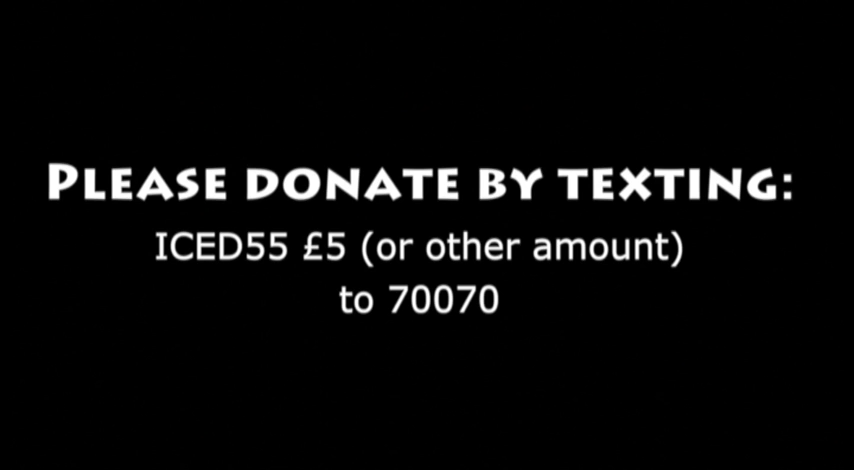 PLEASE DONATE BY TEXTING:
ICED55 £5 (or other amount)
to 70070